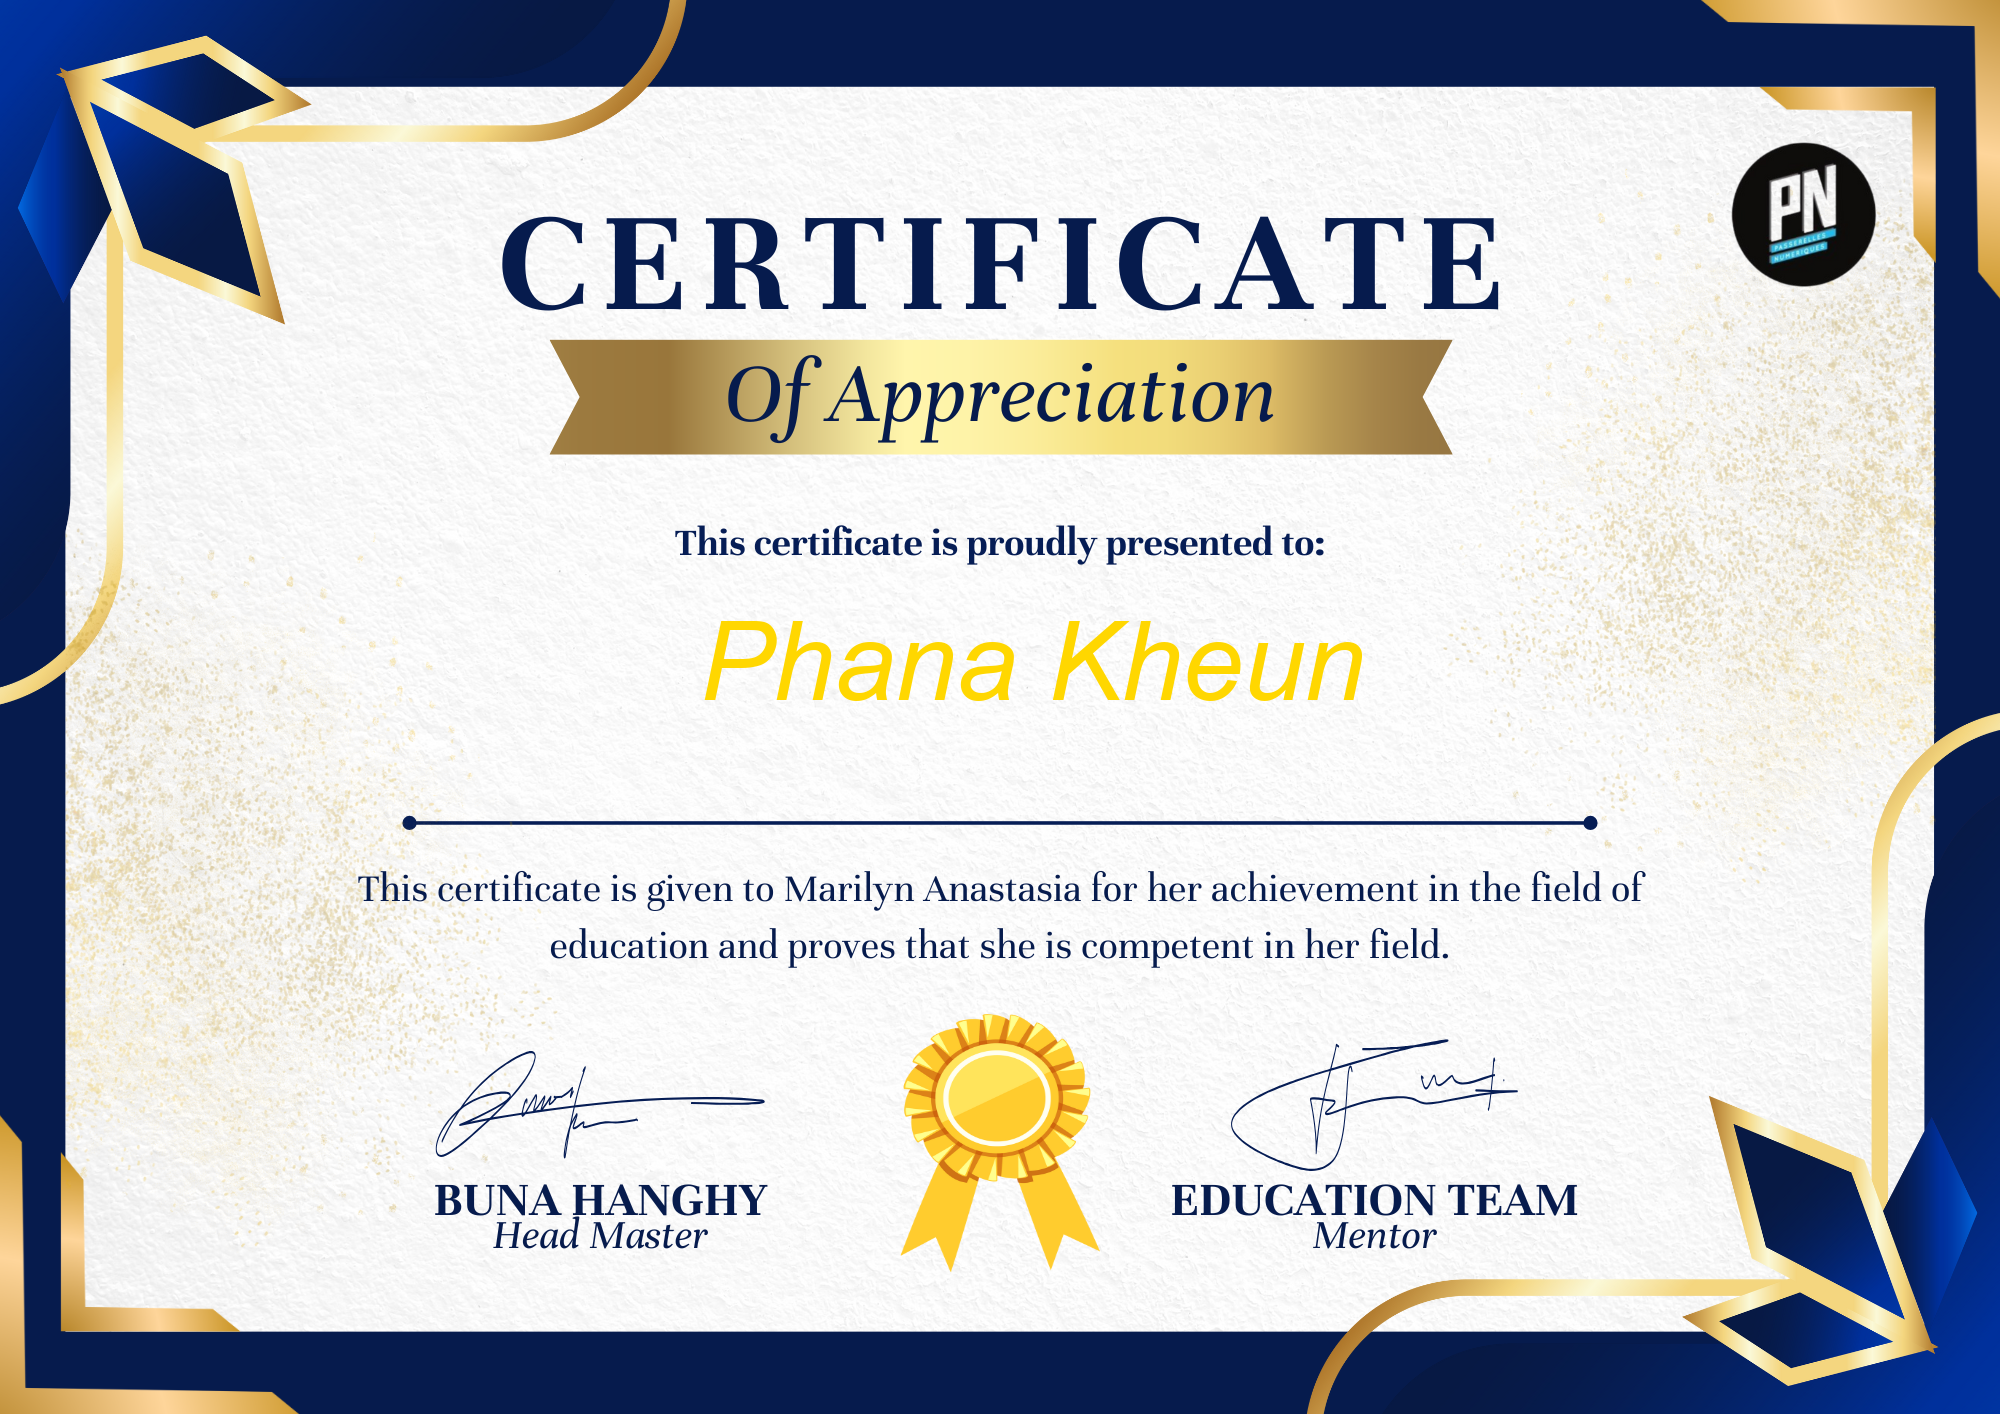 PN
PASSERELLES
NUMERIQUES
CERTIFICATE
Of Appreciation
This certificate is proudly presented to:
Phana Kheun
This certificate is given to Marilyn Anastasia for her achievement in the field of
education and proves that she is competent in her field.
BUNA HANGHY
Head Master
EDUCATION TEAM
Mentor